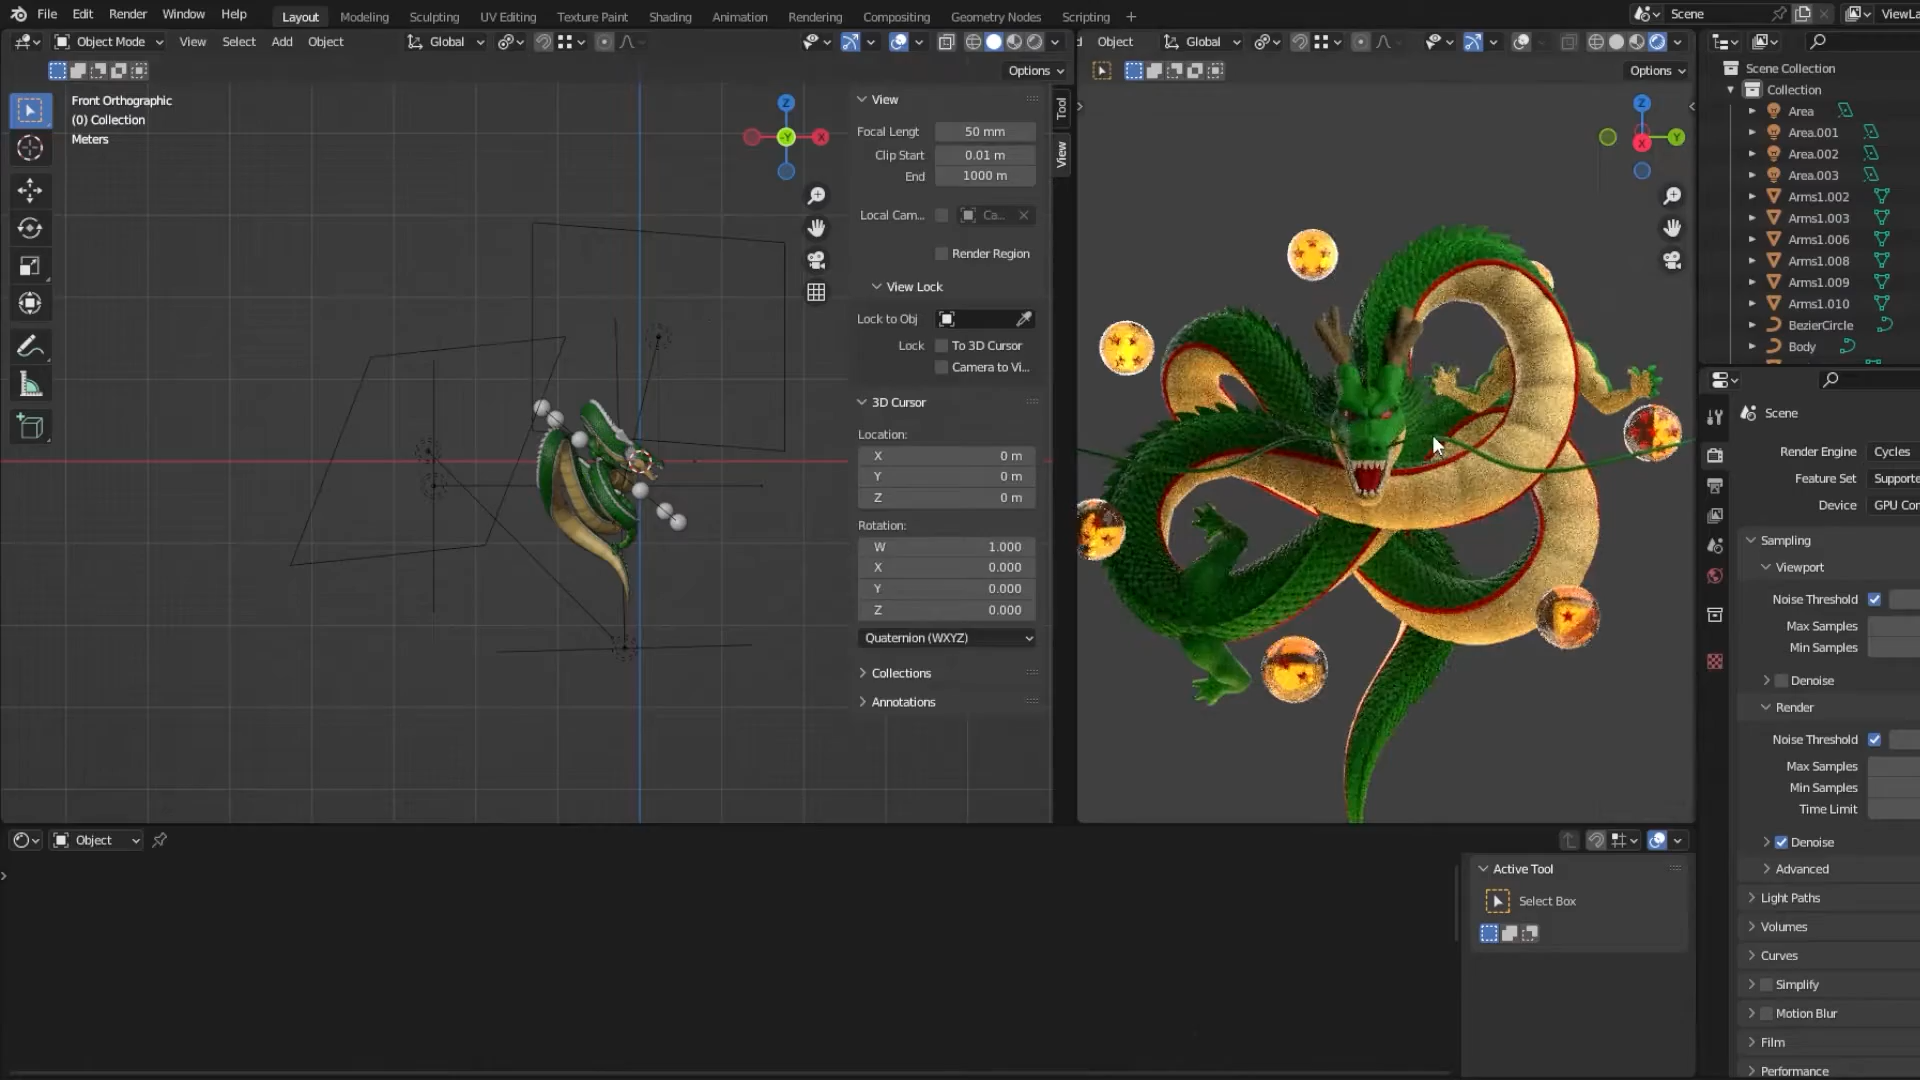 File Edit Render Window Help Layout Modeling Sculpting UV Editing Texture Paint Shading Animation Rendering Compositing Geometry Nodes Scripting + Scene
Object Mode View Select Add Object Global Object Global
Options Options
Front Orthographic
(0) Collection
Meters
Z
Y
X
View
Focal Lengt 50 mm
Clip Start 0.01 m
End 1000 m
Local Cam... Ca...
Render Region
View Lock
Lock to Obj
Lock To 3D Cursor
Camera to Vi...
3D Cursor
Location:
X 0 m
Y 0 m
Z 0 m
Rotation:
W 1.000
X 0.000
Y 0.000
Z 0.000
Quaternion (WXYZ)
Collections
Annotations
Tool
View
Z
X
Y
Scene Collection
Collection
Area
Area.001
Area.002
Area.003
Arms1.002
Arms1.003
Arms1.006
Arms1.008
Arms1.009
Arms1.010
BezierCircle
Body
Scene
Render Engine Cycles
Feature Set
Device
Sampling
Viewport
Noise Threshold
Max Samples
Min Samples
Denoise
Render
Noise Threshold
Max Samples
Min Samples
Time Limit
Denoise
Advanced
Light Paths
Volumes
Curves
Simplify
Motion Blur
Film
Performance
Object
Active Tool
Select Box